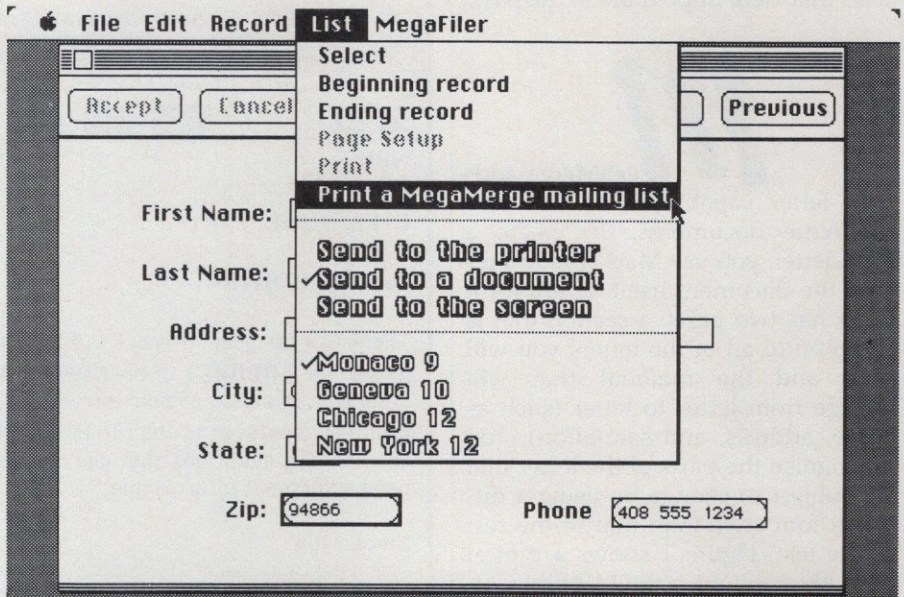 File Edit Record List MegaFiler
Select
Beginning record
Ending record
Page Setup
Print
Print a MegaMerge mailing list
Send to the printer
✓Send to a document
Send to the screen
✓Monaco 9
Geneva 10
Chicago 12
New York 12
Accept Cancel Previous
First Name:
Last Name:
Address:
City:
State:
Zip: 94866 Phone 408 555 1234